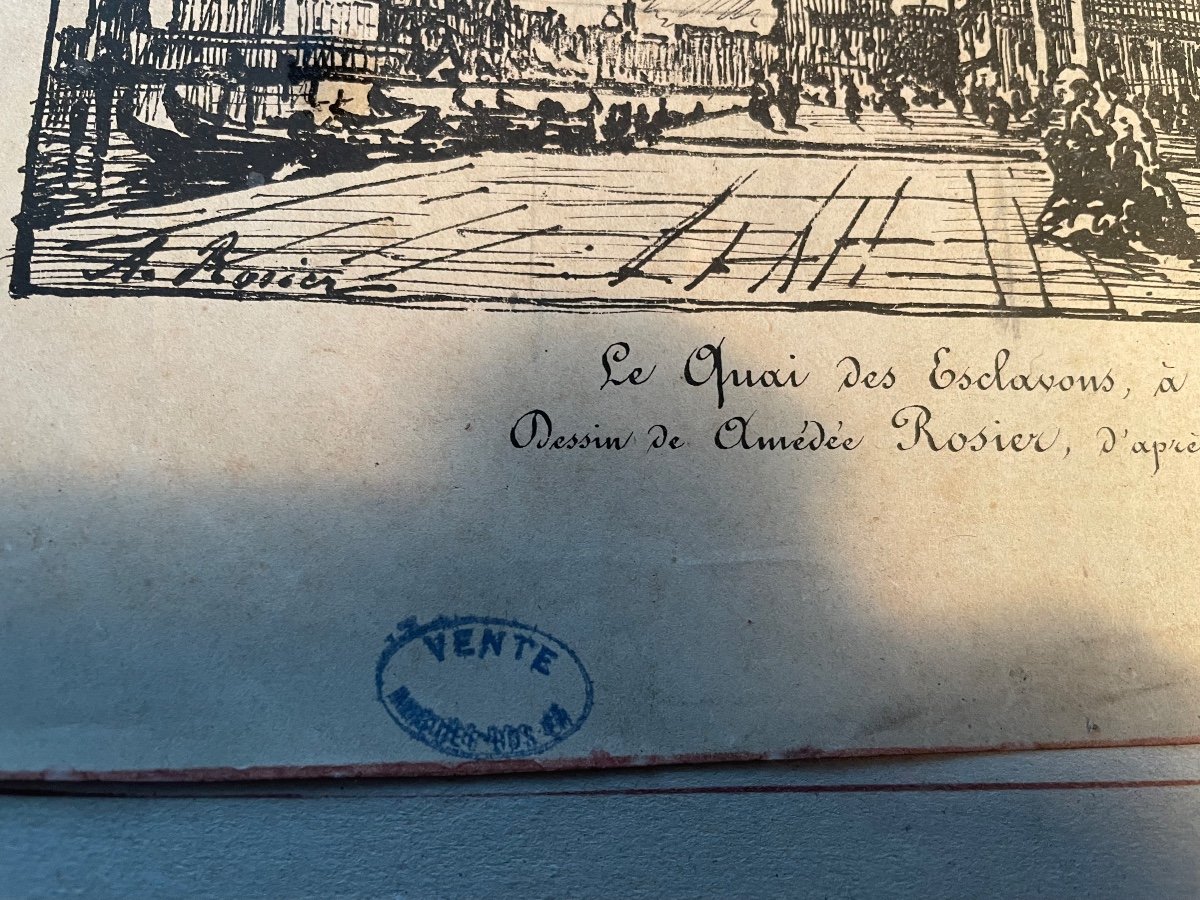 A. Rosier
Le Quai des Esclavons, à
Dessin de Amédée Rosier, d'aprè
VENTE